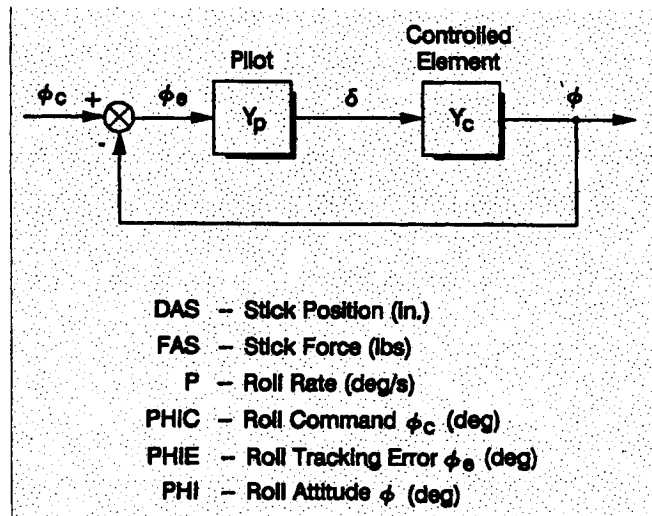 Pilot
Controlled
Element
ϕc + ϕe Yp δ Yc ϕ
-
DAS – Stick Position (in.)
FAS – Stick Force (lbs)
P – Roll Rate (deg/s)
PHIC – Roll Command ϕc (deg)
PHIE – Roll Tracking Error ϕe (deg)
PHI – Roll Attitude ϕ (deg)